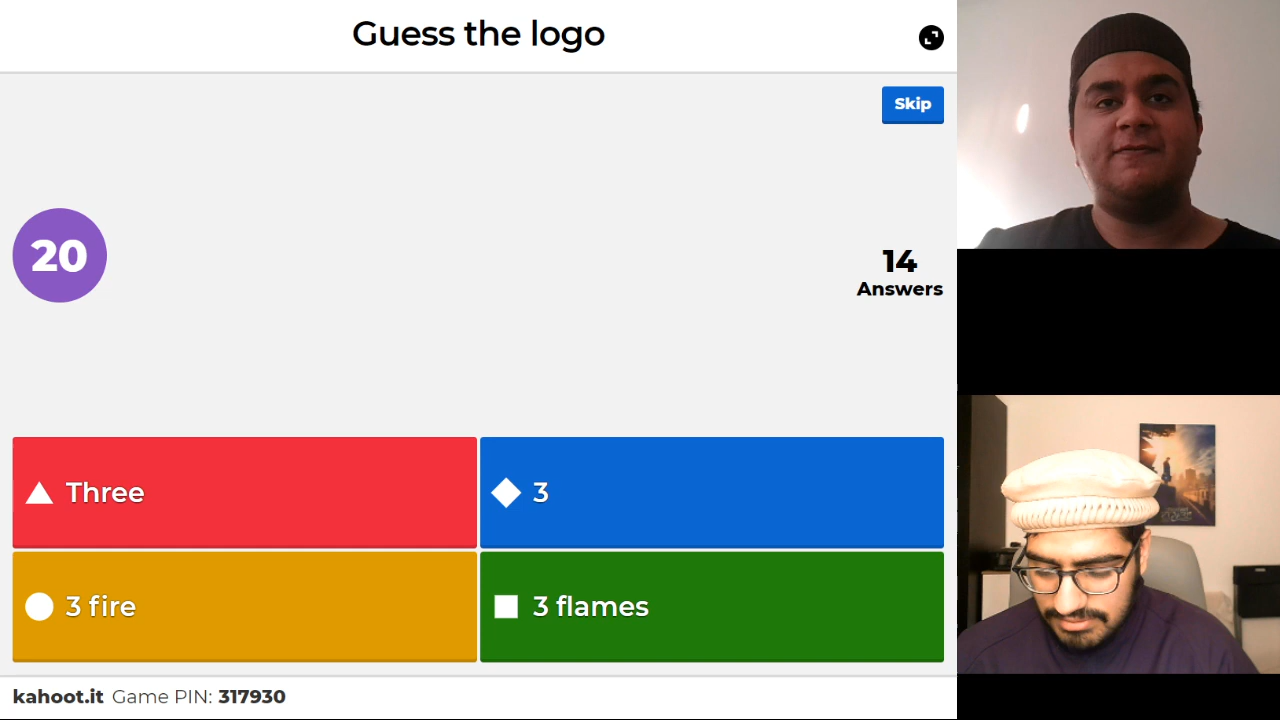 Guess the logo
Skip
20
14
Answers
Three
3
3 fire
3 flames
kahoot.it Game PIN: 317930